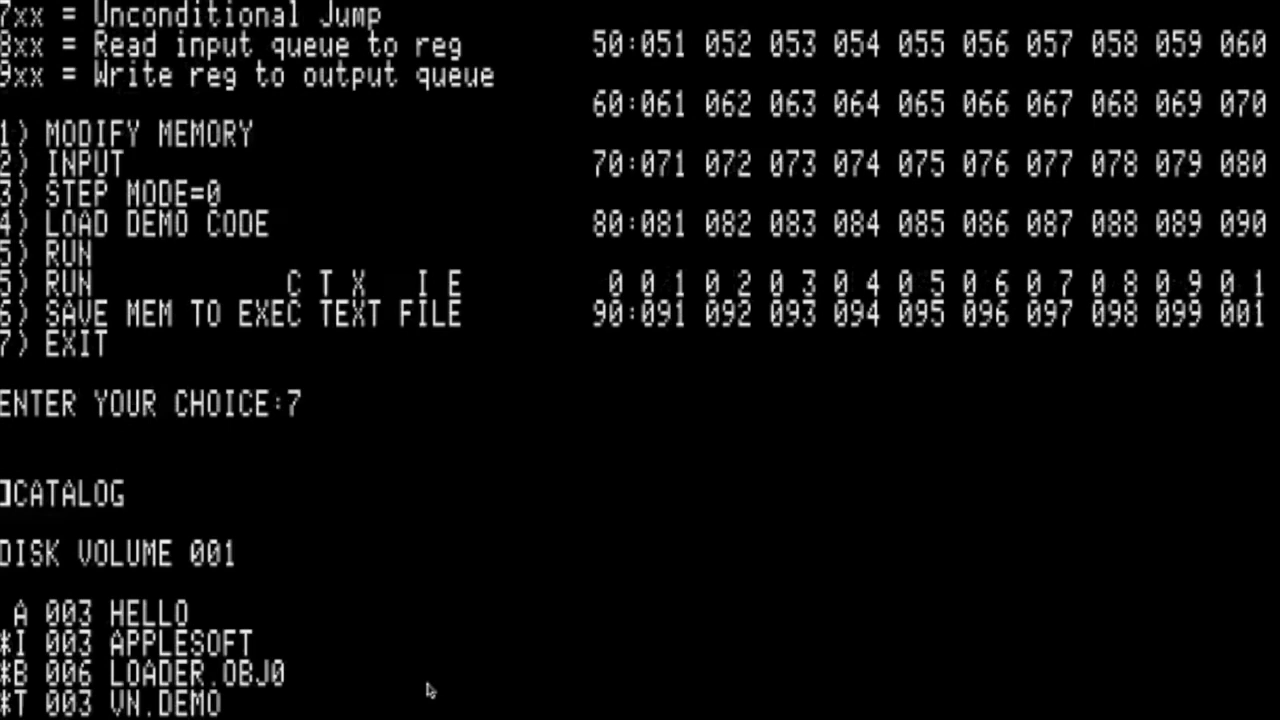 7xx = Unconditional Jump
8xx = Read input queue to reg 50:051 052 053 054 055 056 057 058 059 060
9xx = Write reg to output queue
60:061 062 063 064 065 066 067 068 069 070
1) MODIFY MEMORY
2) INPUT 70:071 072 073 074 075 076 077 078 079 080
3) STEP MODE=0
4) LOAD DEMO CODE 80:081 082 083 084 085 086 087 088 089 090
5) RUN
5) RUN C T X I E 0 0 1 0 2 0 3 0 4 0 5 0 6 0 7 0 8 0 9 0 1
6) SAVE MEM TO EXEC TEXT FILE 90:091 092 093 094 095 096 097 098 099 001
7) EXIT
ENTER YOUR CHOICE:7
]CATALOG
DISK VOLUME 001
A 003 HELLO
*I 003 APPLESOFT
*B 006 LOADER.OBJ0
*T 003 VN.DEMO